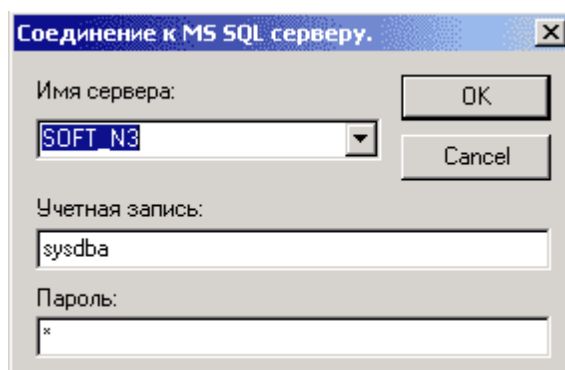 Соединение к MS SQL серверу.
Имя сервера:
OK
SOFT_N3
Cancel
Учетная запись:
sysdba
Пароль:
*